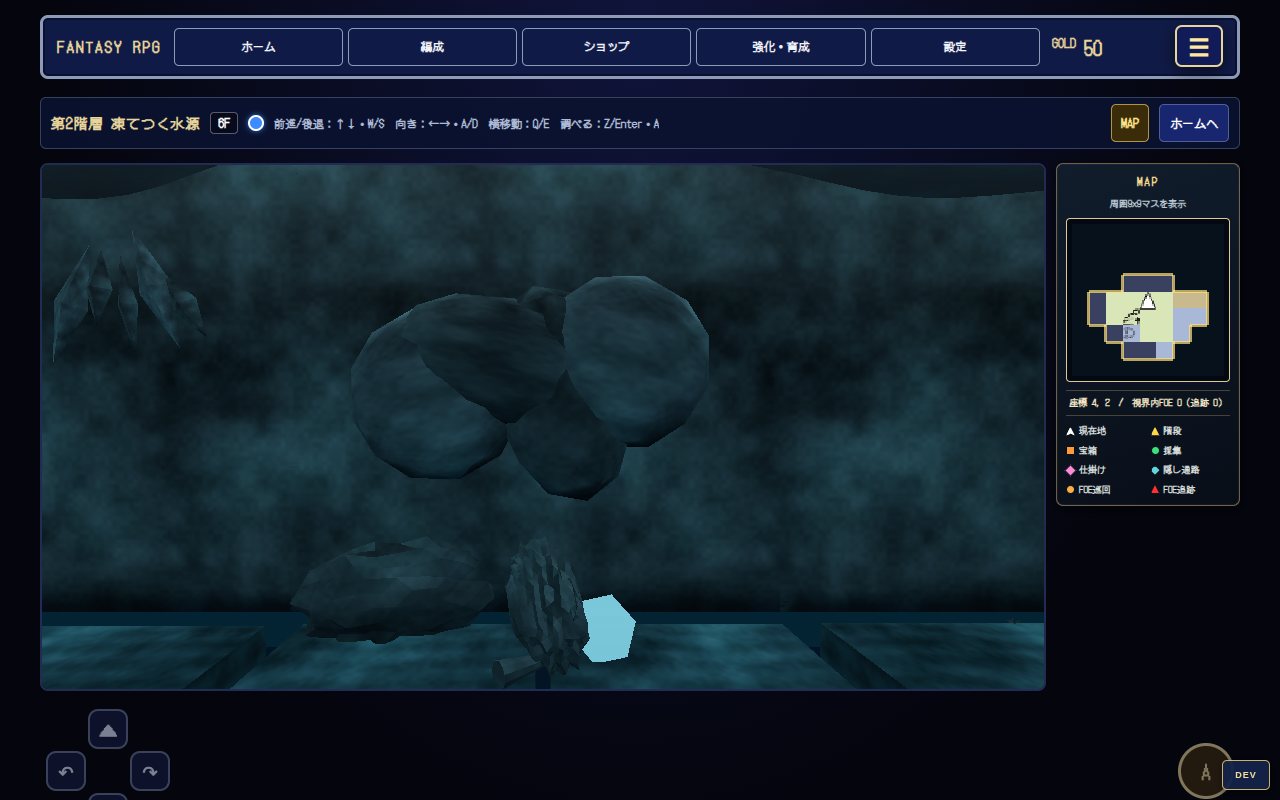 FANTASY RPG
ホーム
編成
ショップ
強化・育成
設定
GOLD 50
第2階層 凍てつく水源
6F
前進/後退：↑↓・W/S 向き：←→・A/D 横移動：Q/E 調べる：Z/Enter・A
MAP
ホームへ
MAP
周囲9x9マスを表示
座標 4, 2 / 視界内FOE 0（追跡 0）
現在地
階段
宝箱
採集
仕掛け
隠し通路
FOE巡回
FOE追跡
A
DEV